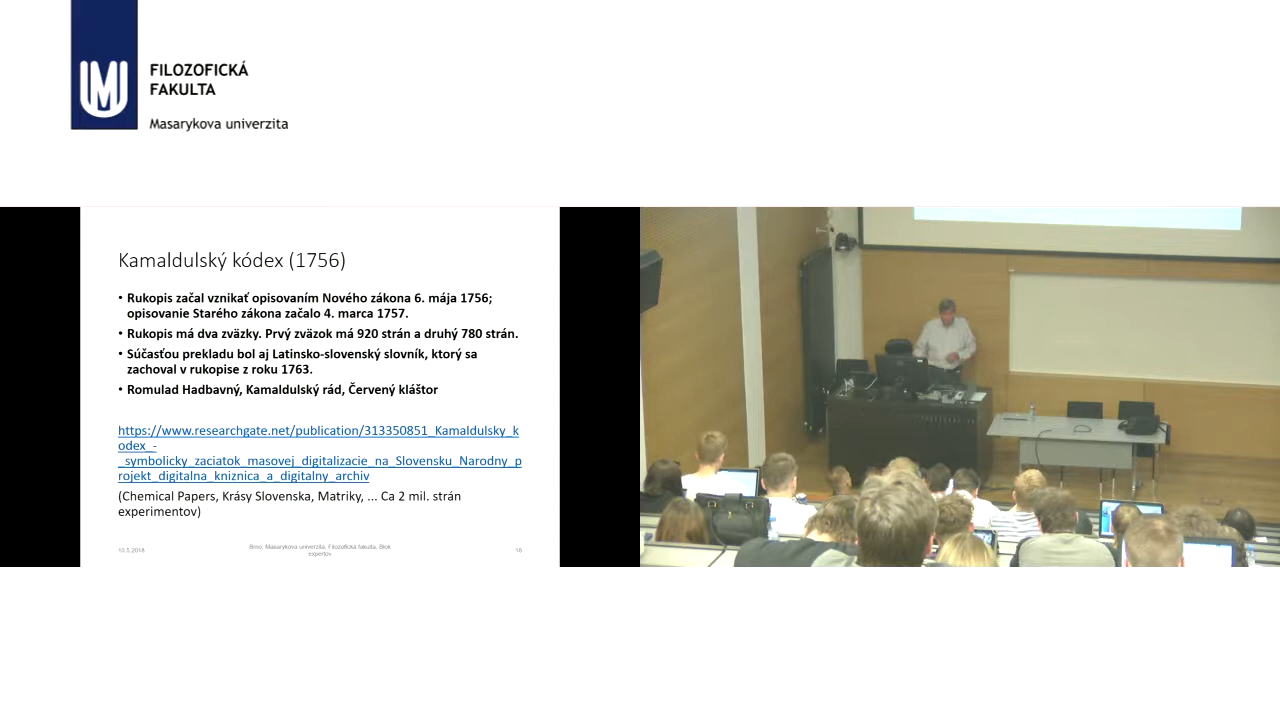 FILOZOFICKÁ
FAKULTA
Masarykova univerzita
Kamaldulský kódex (1756)
• Rukopis začal vznikať opisovaním Nového zákona 6. mája 1756;
opisovanie Starého zákona začalo 4. marca 1757.
• Rukopis má dva zväzky. Prvý zväzok má 920 strán a druhý 780 strán.
• Súčasťou prekladu bol aj Latinsko-slovenský slovník, ktorý sa
zachoval v rukopise z roku 1763.
• Romulad Hadbavný, Kamaldulský rád, Červený kláštor
https://www.researchgate.net/publication/313350851_Kamaldulsky_k
odex_-
_symbolicky_zaciatok_masovej_digitalizacie_na_Slovensku_Narodny_p
rojekt_digitalna_kniznica_a_digitalny_archiv
(Chemical Papers, Krásy Slovenska, Matriky, ... Ca 2 mil. strán
experimentov)
10.5.2018
Brno, Masarykova univerzita, Filozofická fakulta, Blok
expertov
18